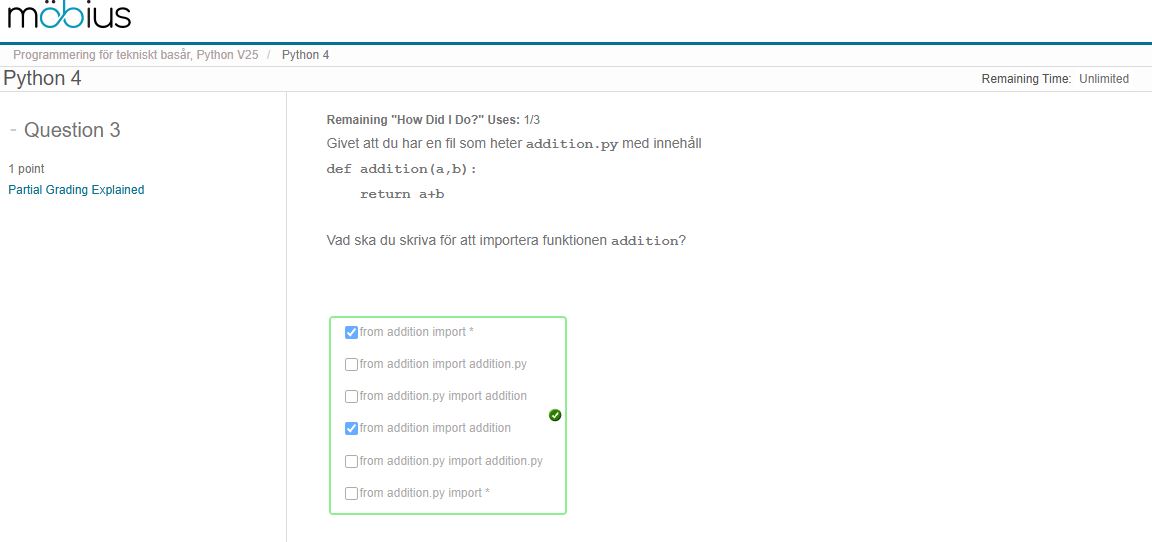 möbius
Programmering för tekniskt basår, Python V25 / Python 4
Python 4
Remaining Time: Unlimited
- Question 3
1 point
Partial Grading Explained
Remaining "How Did I Do?" Uses: 1/3
Givet att du har en fil som heter addition.py med innehåll
def addition(a,b):
    return a+b
Vad ska du skriva för att importera funktionen addition?
from addition import *
from addition import addition.py
from addition.py import addition
from addition import addition
from addition.py import addition.py
from addition.py import *